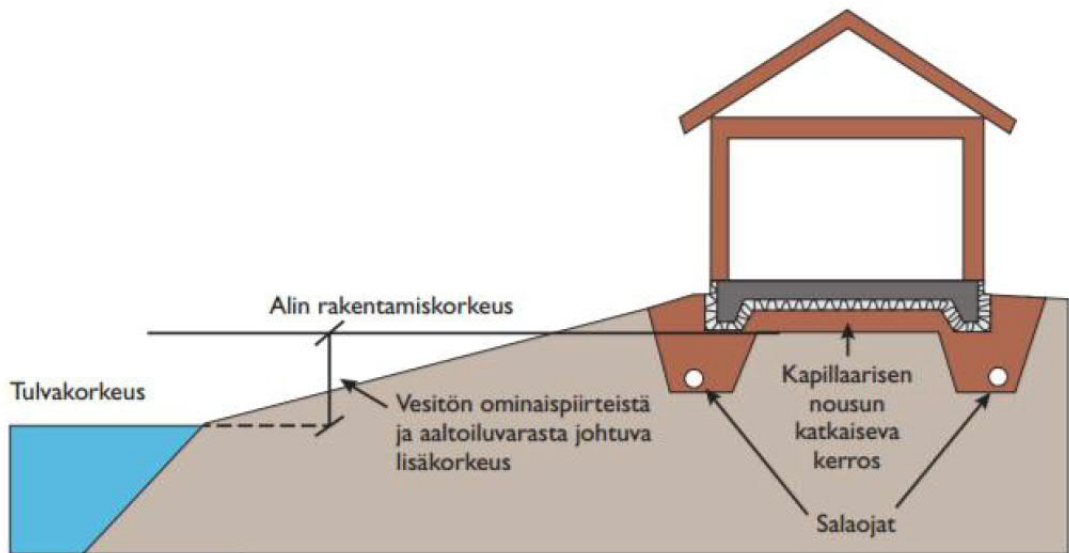 Alin rakentamiskorkeus
Tulvakorkeus
Vesitön ominaispiirteistä
ja aaltoiluvarasta johtuva
lisäkorkeus
Kapillaarisen
nousun
katkaiseva
kerros
Salaojat